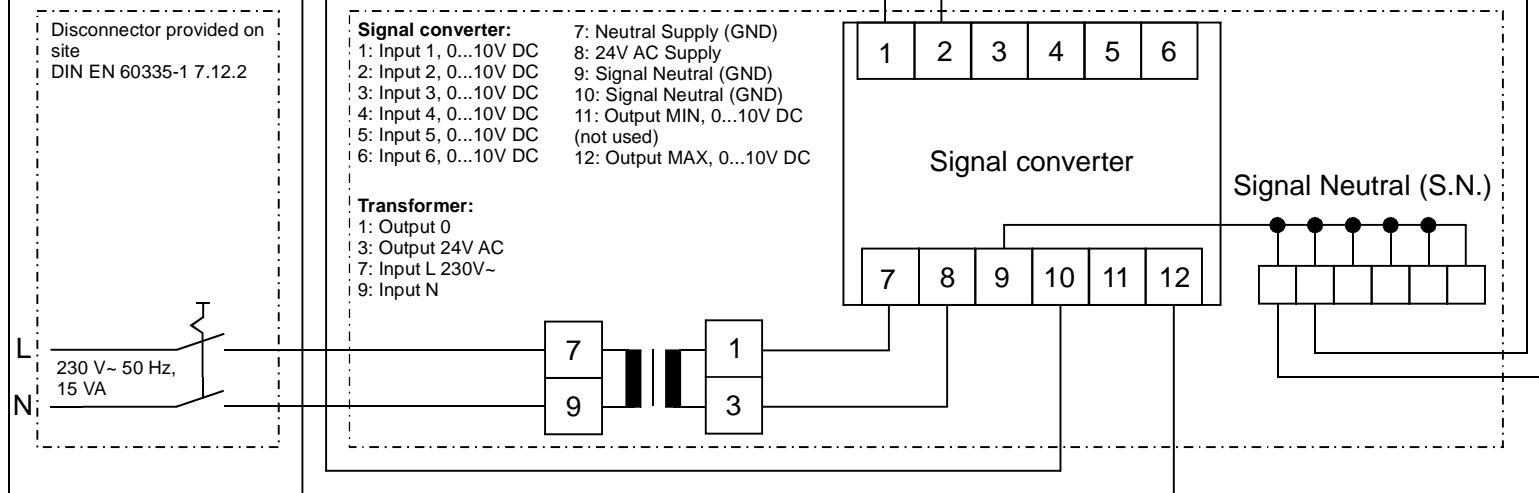 Disconnector provided on
site
DIN EN 60335-1 7.12.2
Signal converter:
1: Input 1, 0...10V DC
2: Input 2, 0...10V DC
3: Input 3, 0...10V DC
4: Input 4, 0...10V DC
5: Input 5, 0...10V DC
6: Input 6, 0...10V DC
7: Neutral Supply (GND)
8: 24V AC Supply
9: Signal Neutral (GND)
10: Signal Neutral (GND)
11: Output MIN, 0...10V DC
(not used)
12: Output MAX, 0...10V DC
Transformer:
1: Output 0
3: Output 24V AC
7: Input L 230V~
9: Input N
1 2 3 4 5 6
Signal converter
7 8 9 10 11 12
Signal Neutral (S.N.)
L
230 V~ 50 Hz,
15 VA
N
7
9
1
3